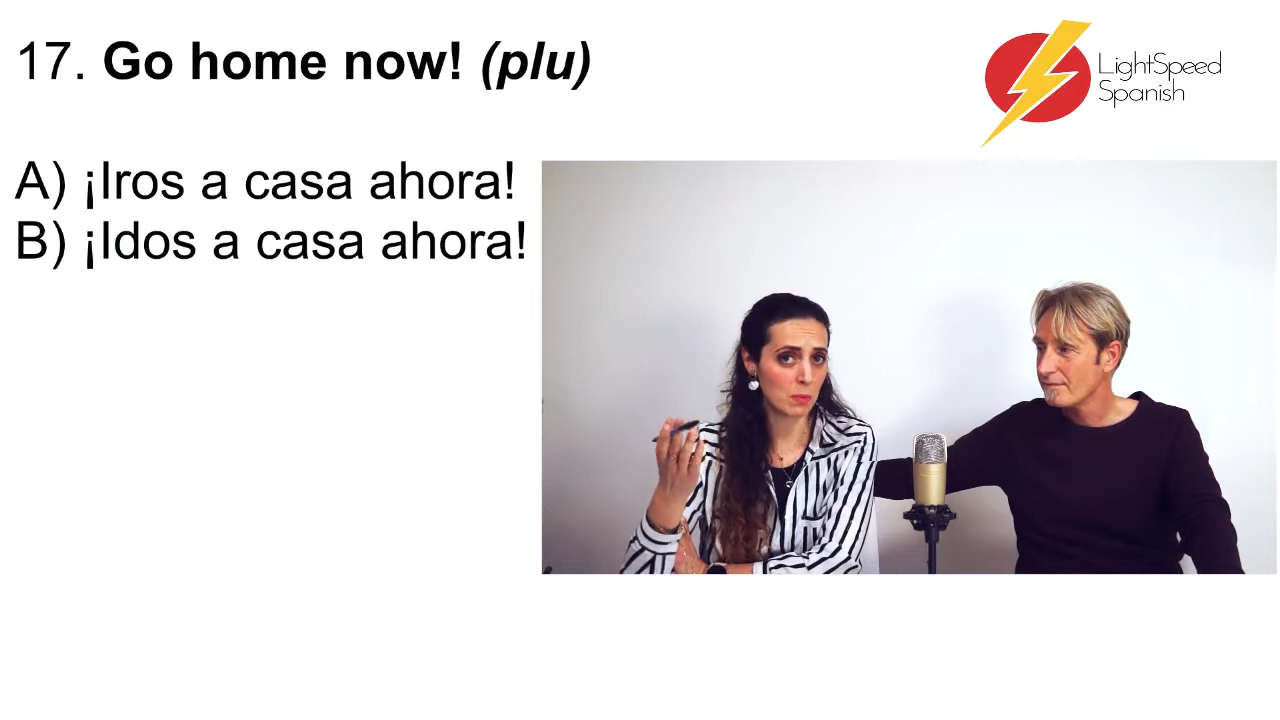 17. Go home now! (plu)
LightSpeed
Spanish
A) ¡Iros a casa ahora!
B) ¡Idos a casa ahora!